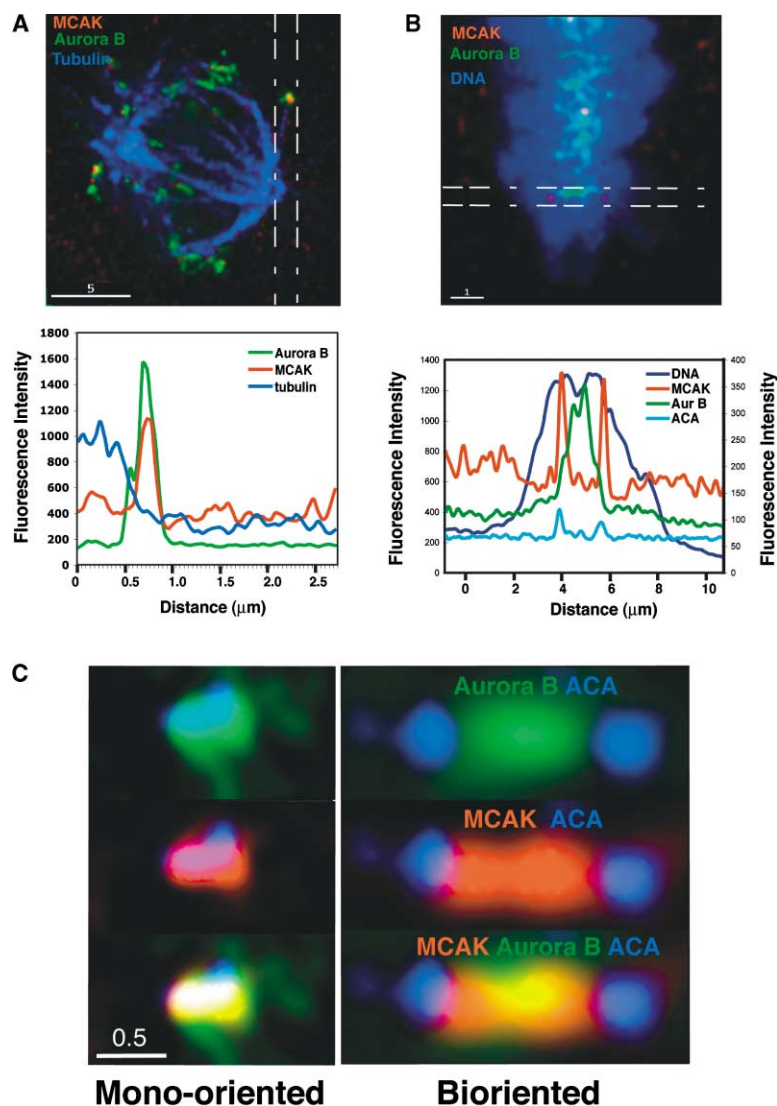 A
MCAK
Aurora B
Tubulin
5
B
MCAK
Aurora B
DNA
1
Fluorescence Intensity
1800
1600
1400
1200
1000
800
600
400
200
0
Aurora B
MCAK
tubulin
0
0.5
1.0
1.5
2.0
2.5
Distance (μm)
Fluorescence Intensity
1400
1200
1000
800
600
400
200
0
DNA
MCAK
Aur B
ACA
400
350
300
250
200
150
100
50
0
Fluorescence Intensity
0
2
4
6
8
10
Distance (μm)
C
Aurora B ACA
MCAK ACA
MCAK Aurora B ACA
0.5
Mono-oriented
Bioriented